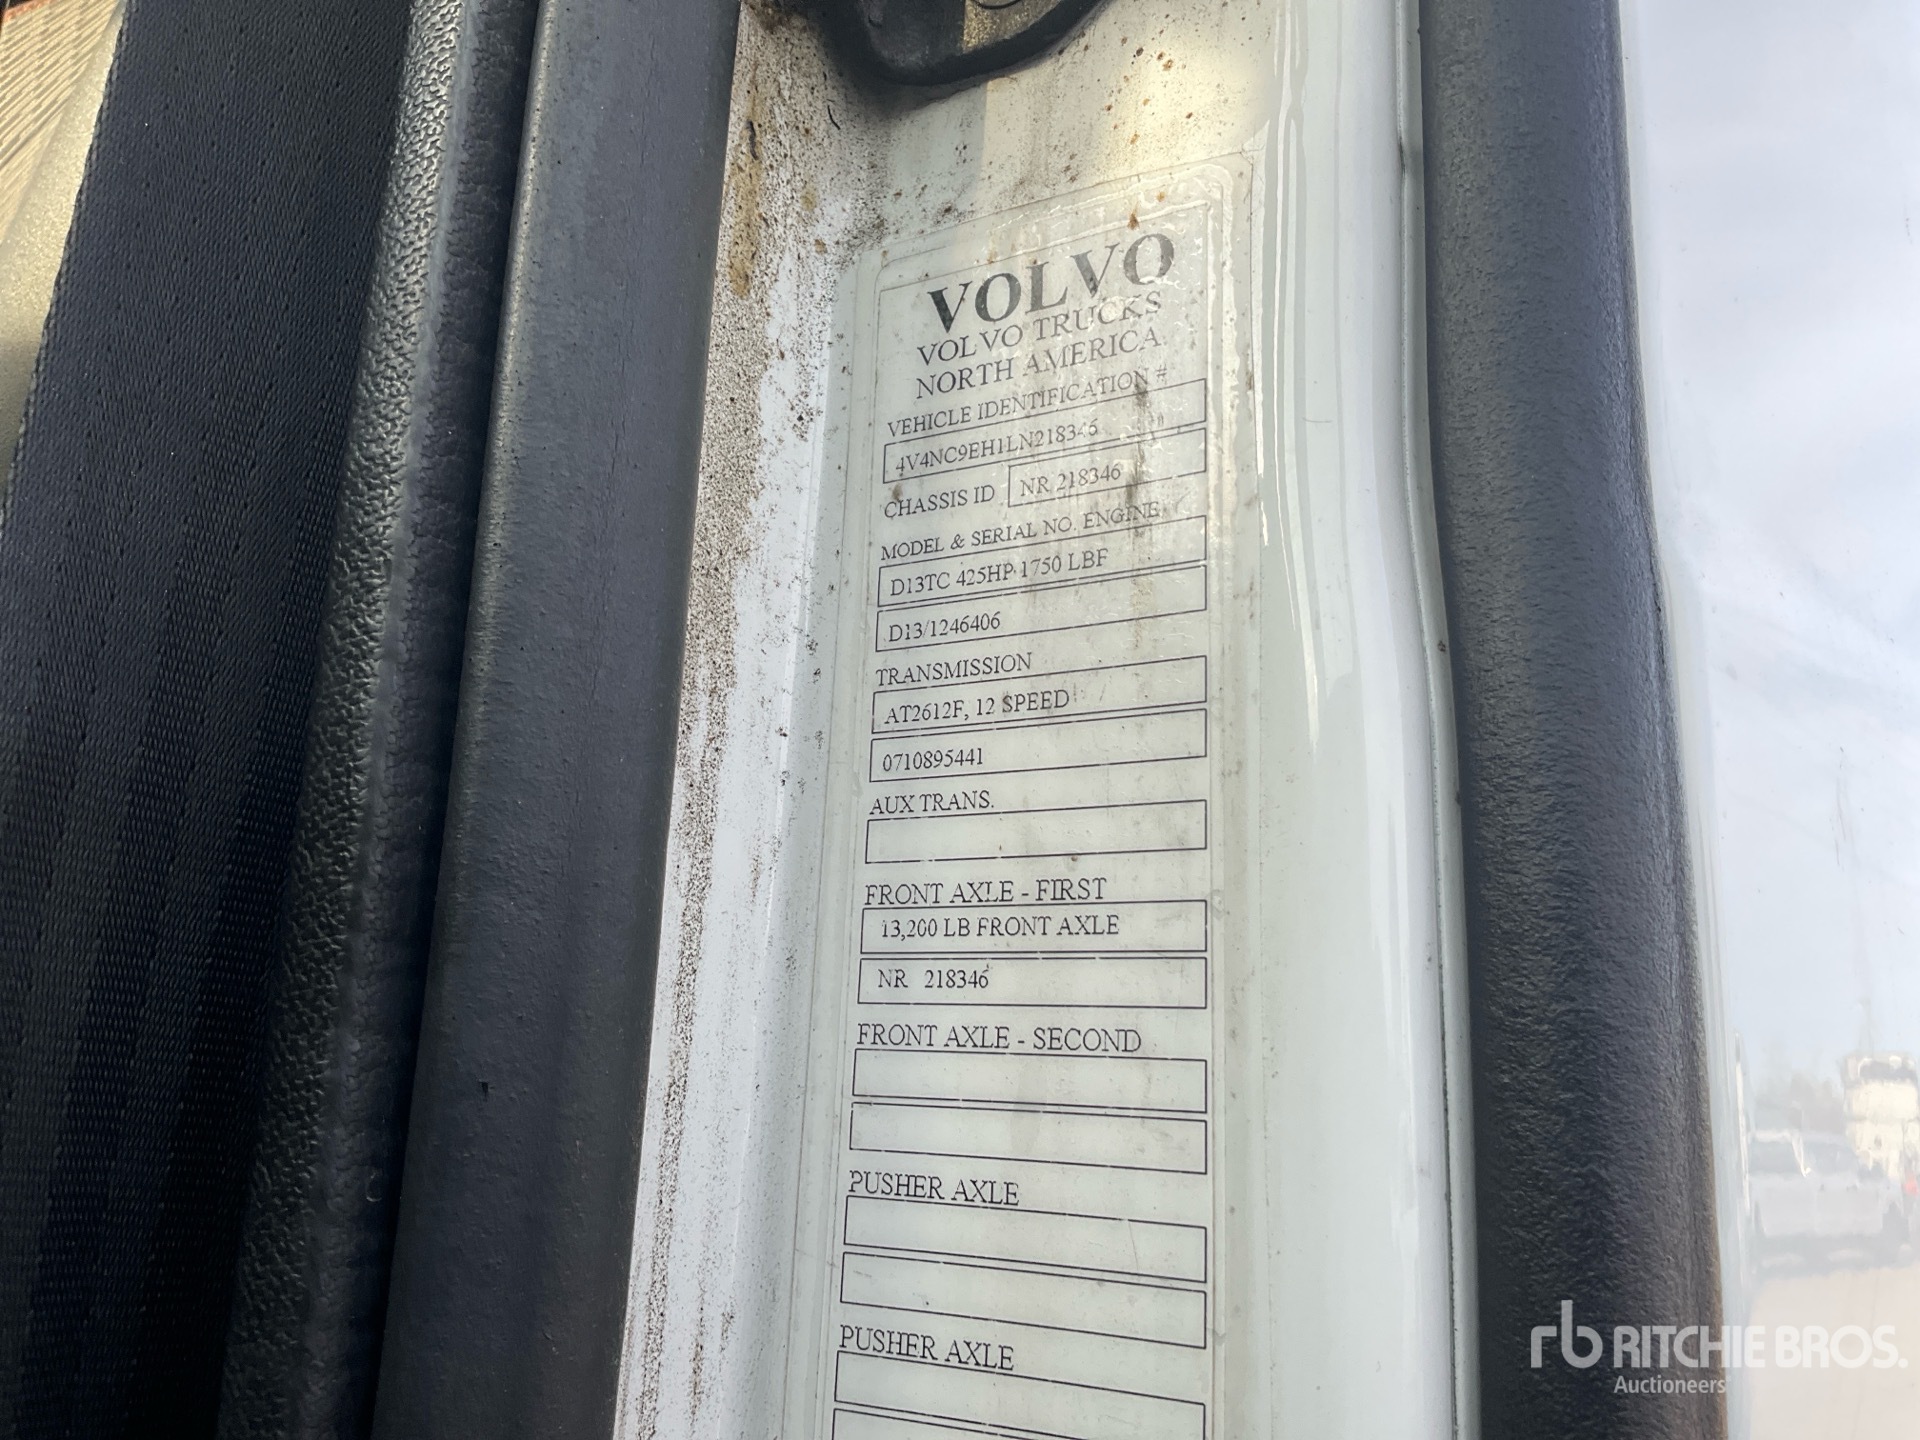 VOLVO
VOLVO TRUCKS
NORTH AMERICA
VEHICLE IDENTIFICATION #
4V4NC9EH1LN218346
CHASSIS ID NR 218346
MODEL & SERIAL NO. ENGINE
D13TC 425HP 1750 LBF
D13/1246406
TRANSMISSION
AT2612F, 12 SPEED
0710895441
AUX TRANS.
FRONT AXLE - FIRST
13,200 LB FRONT AXLE
NR 218346
FRONT AXLE - SECOND
PUSHER AXLE
PUSHER AXLE
rb RITCHIE BROS.
Auctioneers